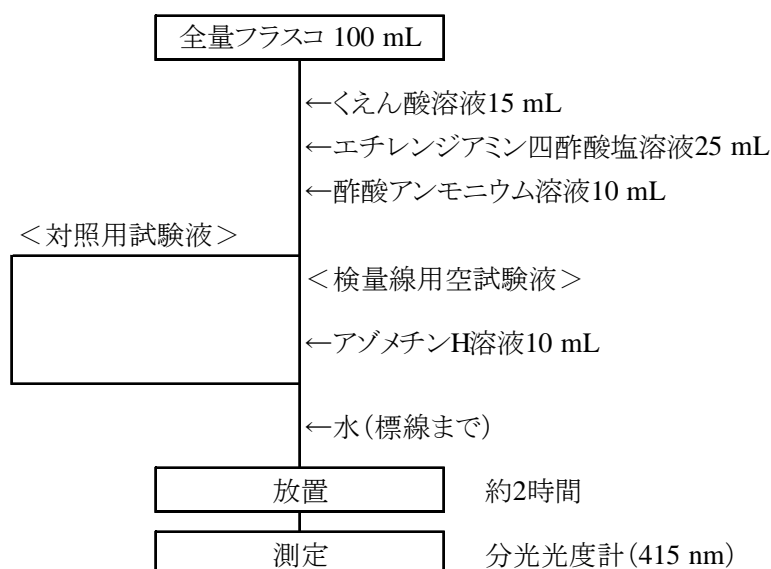 全量フラスコ 100 mL
←くえん酸溶液15 mL
←エチレンジアミン四酢酸塩溶液25 mL
←酢酸アンモニウム溶液10 mL
＜対照用試験液＞
＜検量線用空試験液＞
←アゾメチンH溶液10 mL
←水（標線まで）
放置 約2時間
測定 分光光度計（415 nm）